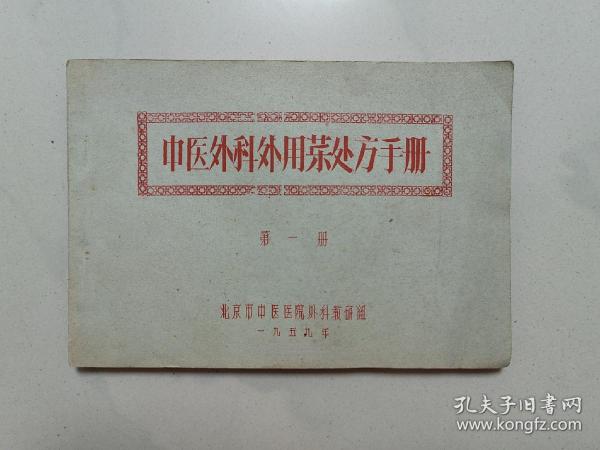 中医外科外用药处方手册
第一册
北京市中医医院外科教研组
一九五九年
孔夫子旧书网
www.kongfz.com